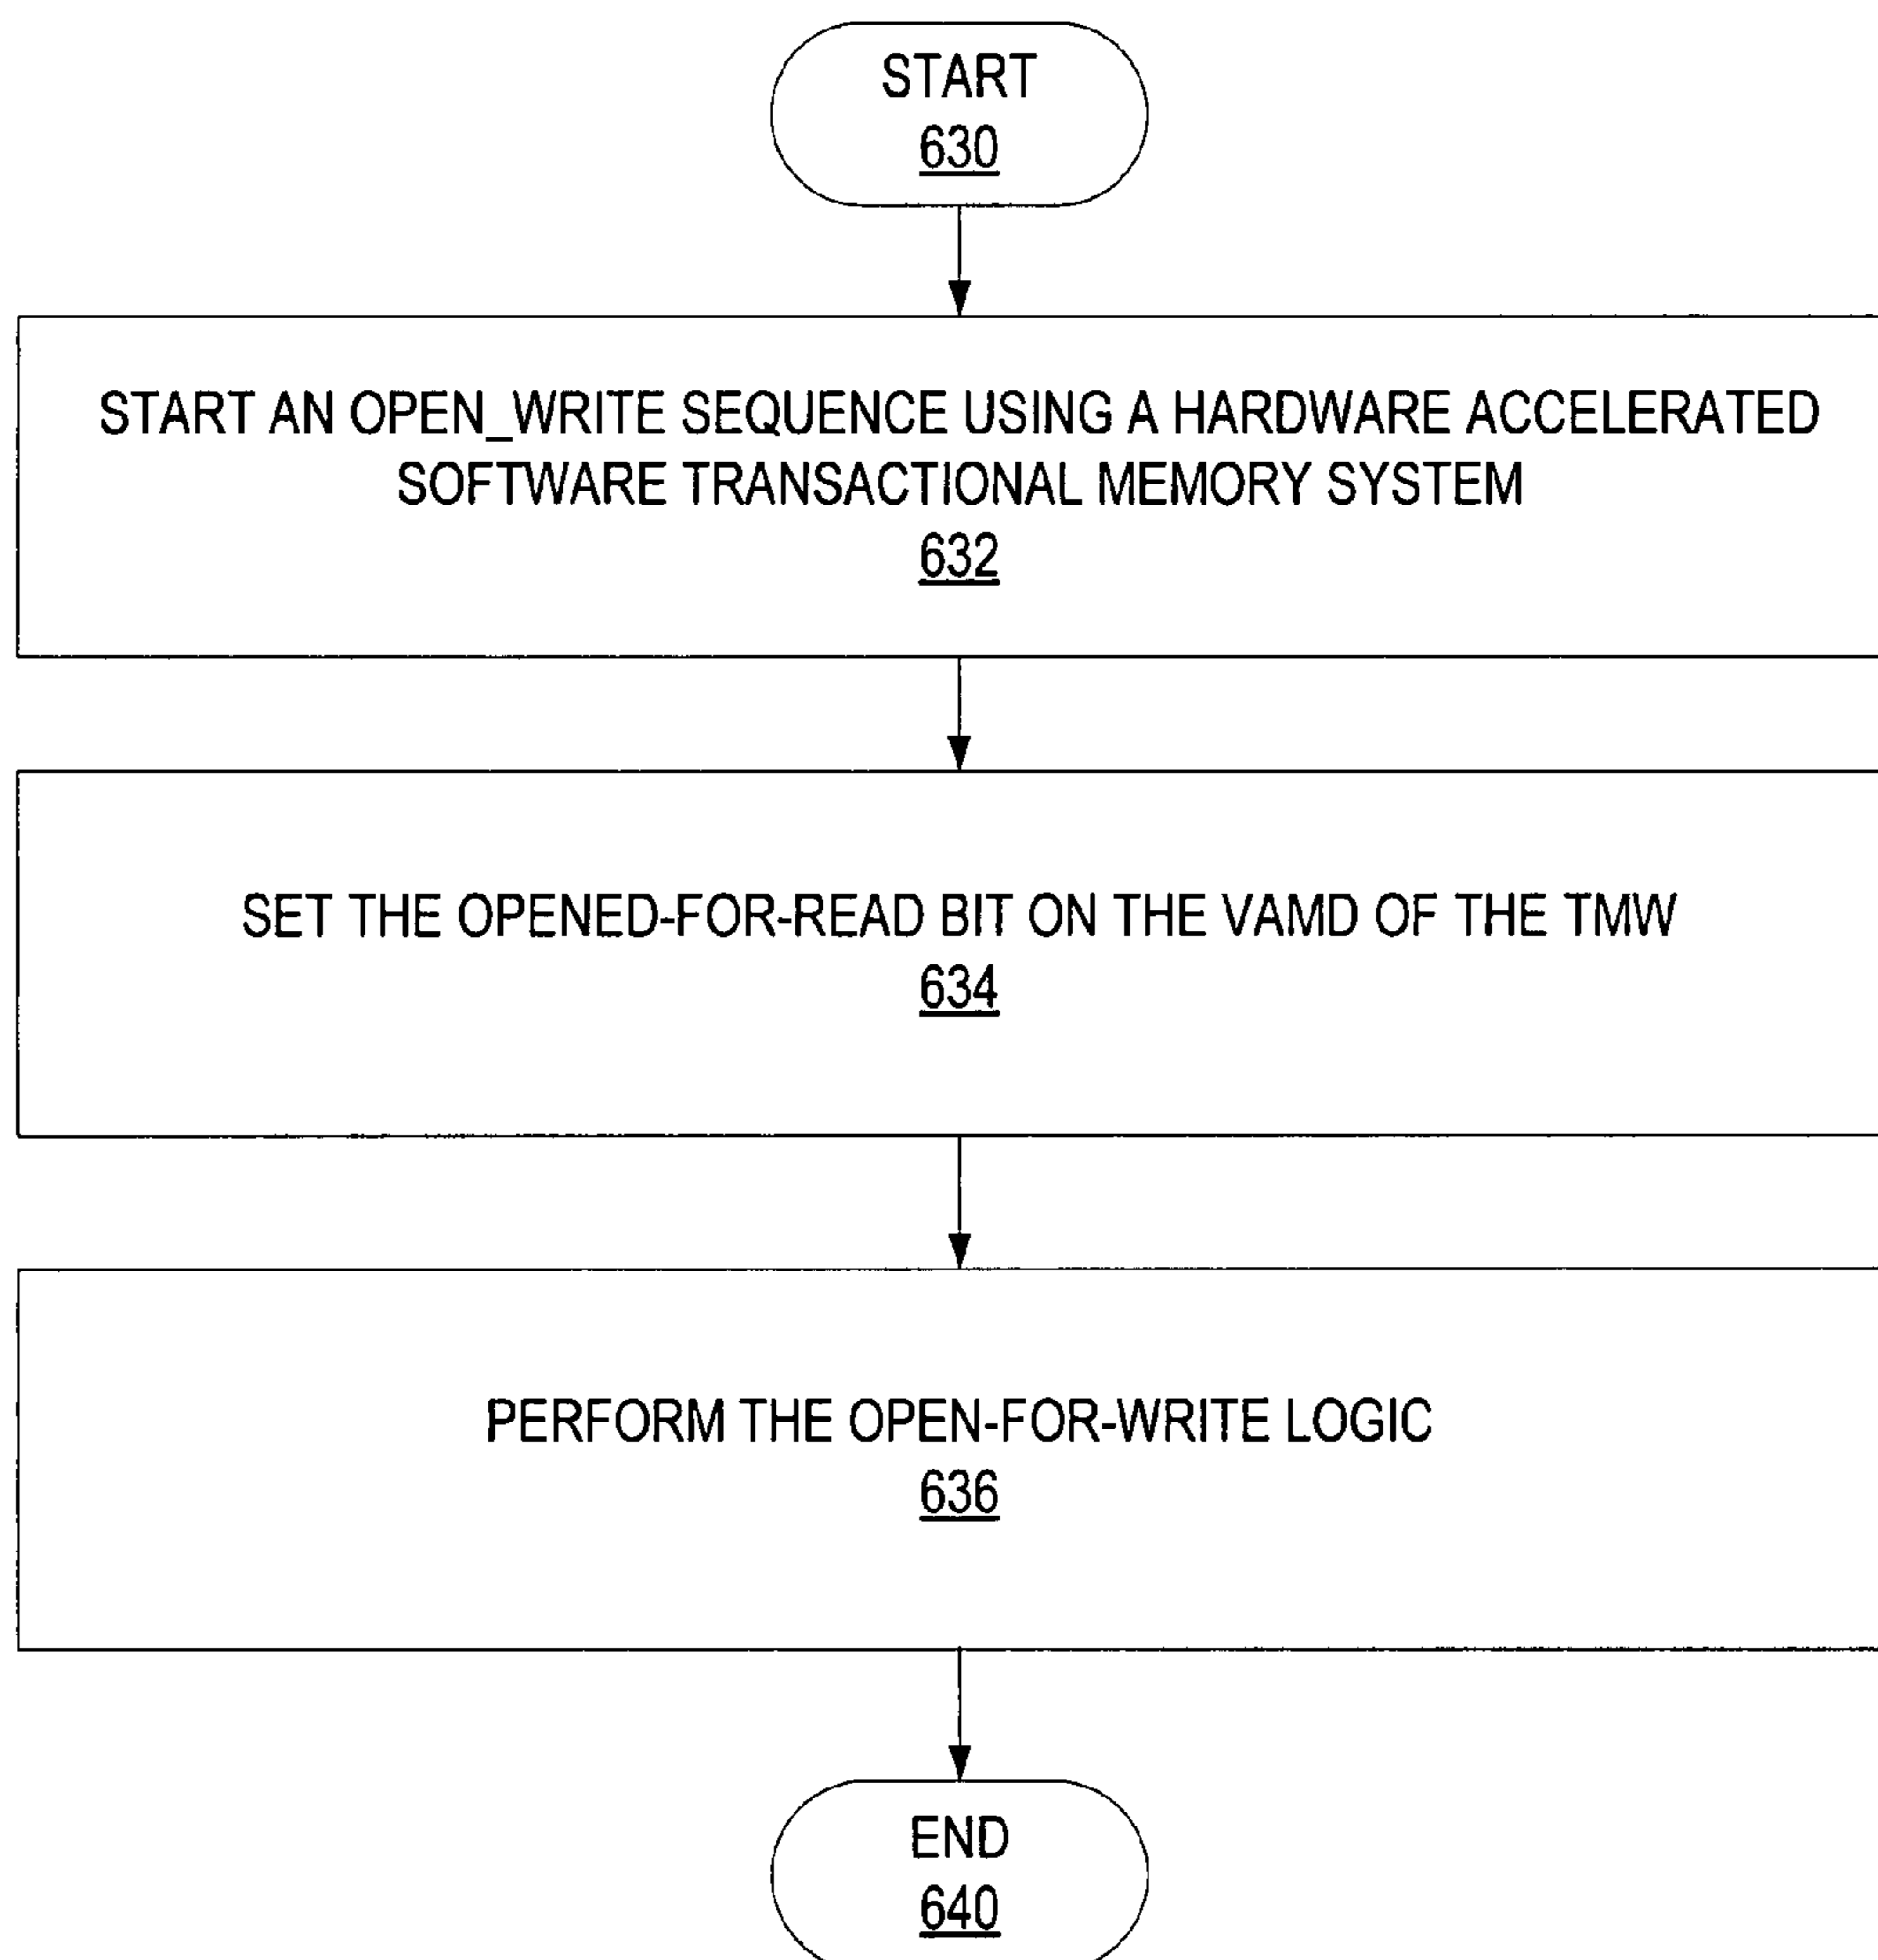 START
630
START AN OPEN_WRITE SEQUENCE USING A HARDWARE ACCELERATED
SOFTWARE TRANSACTIONAL MEMORY SYSTEM
632
SET THE OPENED-FOR-READ BIT ON THE VAMD OF THE TMW
634
PERFORM THE OPEN-FOR-WRITE LOGIC
636
END
640